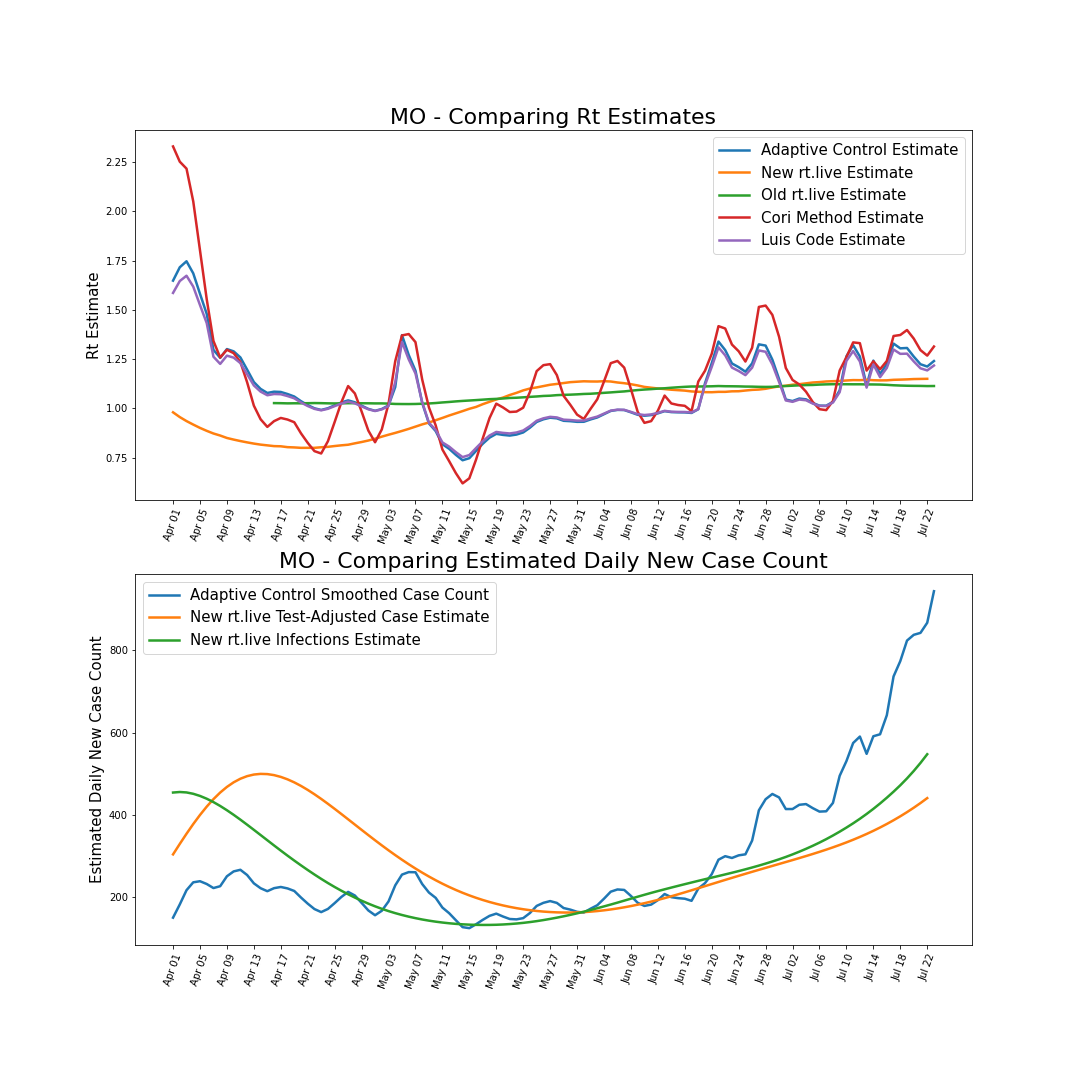 MO - Comparing Rt Estimates
Rt Estimate
2.25
2.00
1.75
1.50
1.25
1.00
0.75
Adaptive Control Estimate
New rt.live Estimate
Old rt.live Estimate
Cori Method Estimate
Luis Code Estimate
Apr 01
Apr 05
Apr 09
Apr 13
Apr 17
Apr 21
Apr 25
Apr 29
May 03
May 07
May 11
May 15
May 19
May 23
May 27
May 31
Jun 04
Jun 08
Jun 12
Jun 16
Jun 20
Jun 24
Jun 28
Jul 02
Jul 06
Jul 10
Jul 14
Jul 18
Jul 22
MO - Comparing Estimated Daily New Case Count
Estimated Daily New Case Count
800
600
400
200
Adaptive Control Smoothed Case Count
New rt.live Test-Adjusted Case Estimate
New rt.live Infections Estimate
Apr 01
Apr 05
Apr 09
Apr 13
Apr 17
Apr 21
Apr 25
Apr 29
May 03
May 07
May 11
May 15
May 19
May 23
May 27
May 31
Jun 04
Jun 08
Jun 12
Jun 16
Jun 20
Jun 24
Jun 28
Jul 02
Jul 06
Jul 10
Jul 14
Jul 18
Jul 22